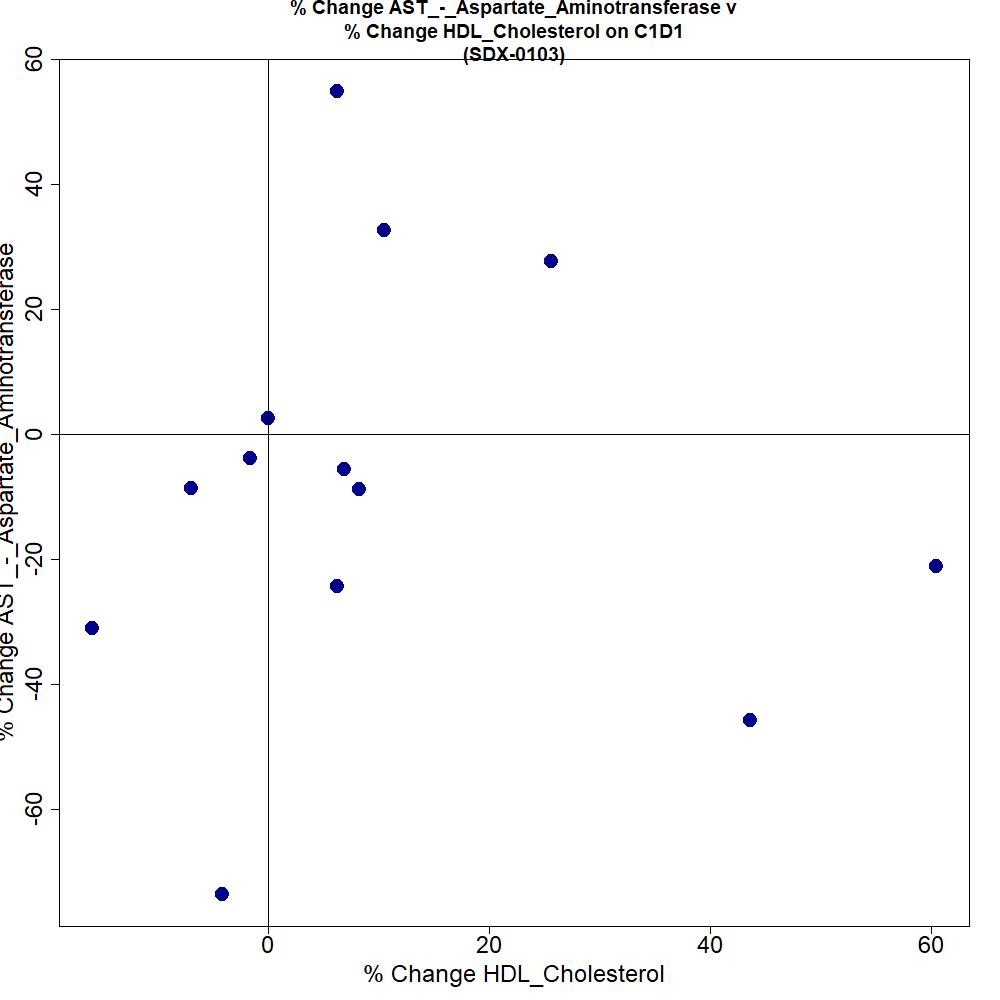 % Change AST_-_Aspartate_Aminotransferase v
% Change HDL_Cholesterol on C1D1
(SDX-0103)
% Change AST_-_Aspartate_Aminotransferase
60
40
20
0
-20
-40
-60
0 20 40 60
% Change HDL_Cholesterol